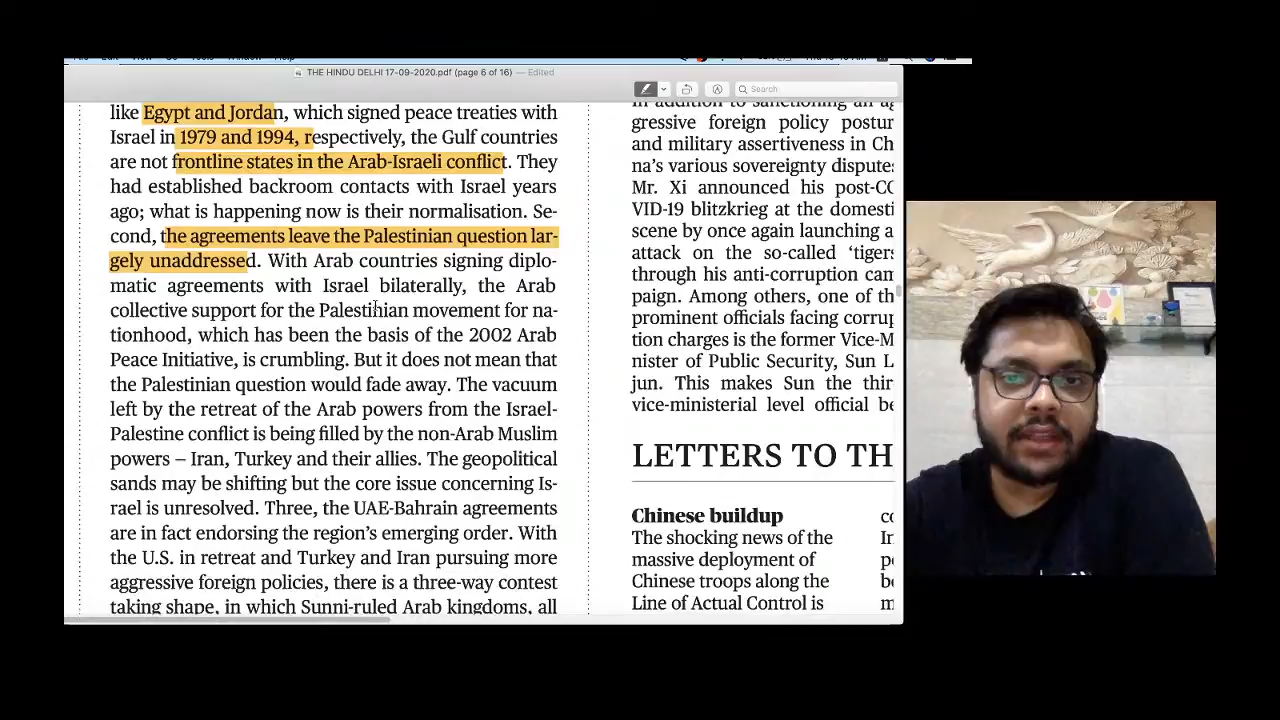 THE HINDU DELHI 17-09-2020.pdf (page 6 of 16) — Edited
Search
like Egypt and Jordan, which signed peace treaties with
Israel in 1979 and 1994, respectively, the Gulf countries
are not frontline states in the Arab-Israeli conflict. They
had established backroom contacts with Israel years
ago; what is happening now is their normalisation. Se-
cond, the agreements leave the Palestinian question lar-
gely unaddressed. With Arab countries signing diplo-
matic agreements with Israel bilaterally, the Arab
collective support for the Palestinian movement for na-
tionhood, which has been the basis of the 2002 Arab
Peace Initiative, is crumbling. But it does not mean that
the Palestinian question would fade away. The vacuum
left by the retreat of the Arab powers from the Israel-
Palestine conflict is being filled by the non-Arab Muslim
powers – Iran, Turkey and their allies. The geopolitical
sands may be shifting but the core issue concerning Is-
rael is unresolved. Three, the UAE-Bahrain agreements
are in fact endorsing the region's emerging order. With
the U.S. in retreat and Turkey and Iran pursuing more
aggressive foreign policies, there is a three-way contest
taking shape, in which Sunni-ruled Arab kingdoms, all
In addition to sanctioning an ag
gressive foreign policy postur
and military assertiveness in Ch
na's various sovereignty disputes
Mr. Xi announced his post-CO
VID-19 blitzkrieg at the domesti
scene by once again launching a
attack on the so-called 'tigers
through his anti-corruption cam
paign. Among others, one of th
prominent officials facing corrup
tion charges is the former Vice-M
nister of Public Security, Sun L
jun. This makes Sun the thir
vice-ministerial level official be
LETTERS TO TH
Chinese buildup
The shocking news of the
massive deployment of
Chinese troops along the
Line of Actual Control is
co
In
pe
be
m